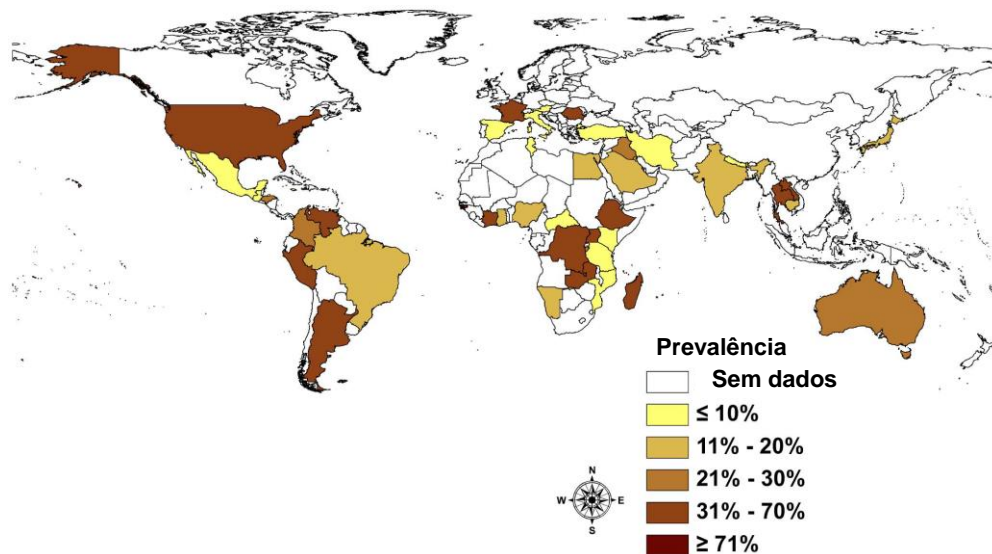 Prevalência
Sem dados
≤ 10%
11% - 20%
21% - 30%
31% - 70%
≥ 71%
N
W E
S